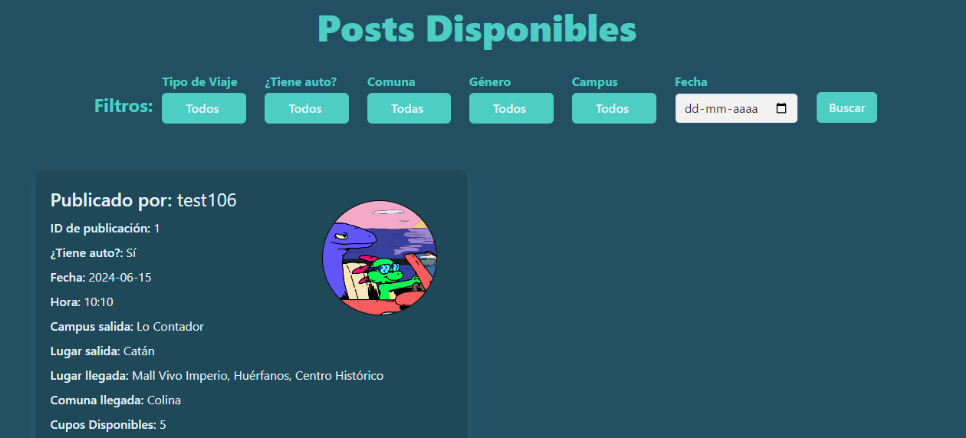 Posts Disponibles
Tipo de Viaje ¿Tiene auto? Comuna Género Campus Fecha
Filtros: Todos Todos Todas Todos Todos dd-mm-aaaa Buscar
Publicado por: test106
ID de publicación: 1
¿Tiene auto?: Sí
Fecha: 2024-06-15
Hora: 10:10
Campus salida: Lo Contador
Lugar salida: Catán
Lugar llegada: Mall Vivo Imperio, Huérfanos, Centro Histórico
Comuna llegada: Colina
Cupos Disponibles: 5